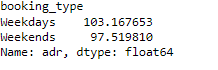 booking_type
Weekdays    103.167653
Weekends     97.519810
Name: adr, dtype: float64